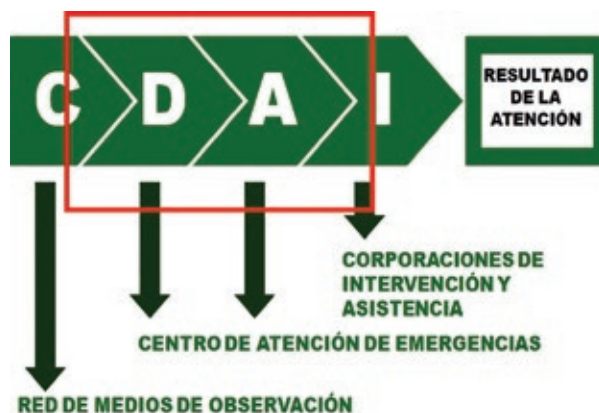 C D A I
RESULTADO
DE LA
ATENCIÓN
CORPORACIONES DE
INTERVENCIÓN Y
ASISTENCIA
CENTRO DE ATENCIÓN DE EMERGENCIAS
RED DE MEDIOS DE OBSERVACIÓN